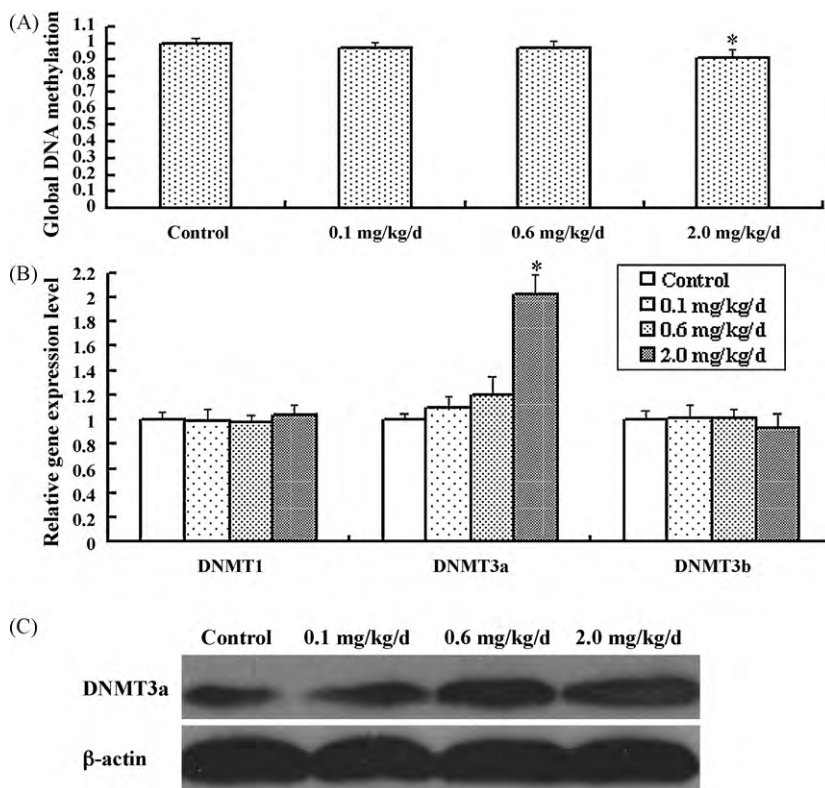 (A)
Global DNA methylation
1.1
1
0.9
0.8
0.7
0.6
0.5
0.4
0.3
0.2
0.1
0
*
Control 0.1 mg/kg/d 0.6 mg/kg/d 2.0 mg/kg/d
(B)
Relative gene expression level
2.2
2
1.8
1.6
1.4
1.2
1
0.8
0.6
0.4
0.2
0
*
Control
0.1 mg/kg/d
0.6 mg/kg/d
2.0 mg/kg/d
DNMT1 DNMT3a DNMT3b
(C)
Control 0.1 mg/kg/d 0.6 mg/kg/d 2.0 mg/kg/d
DNMT3a
β-actin